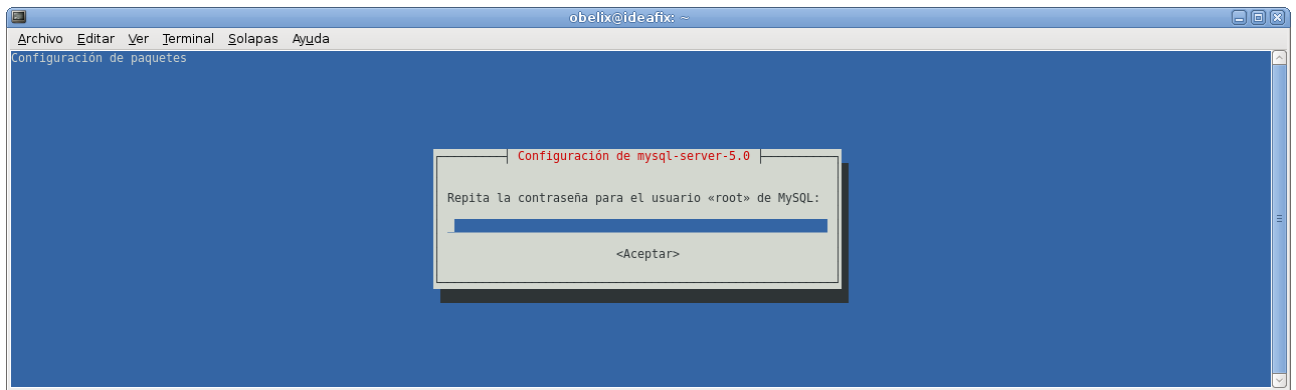 obelix@ideafix: ~
Archivo Editar Ver Terminal Solapas Ayuda
Configuración de paquetes
Configuración de mysql-server-5.0
Repita la contraseña para el usuario «root» de MySQL:
<Aceptar>